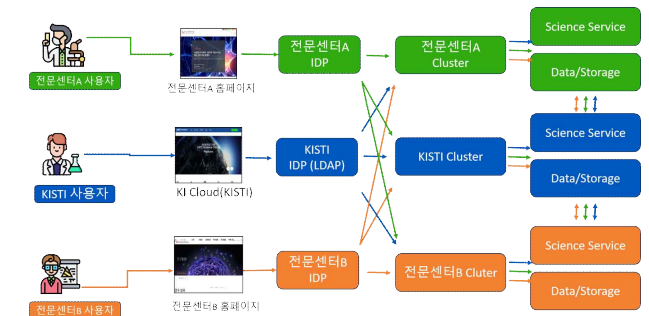 전문센터A 사용자
전문센터A 홈페이지
전문센터A
IDP
전문센터A
Cluster
Science Service
Data/Storage
KISTI 사용자
KI Cloud(KISTI)
KISTI
IDP (LDAP)
KISTI Cluster
Science Service
Data/Storage
전문센터B 사용자
전문센터B 홈페이지
전문센터B
IDP
전문센터B Cluter
Science Service
Data/Storage